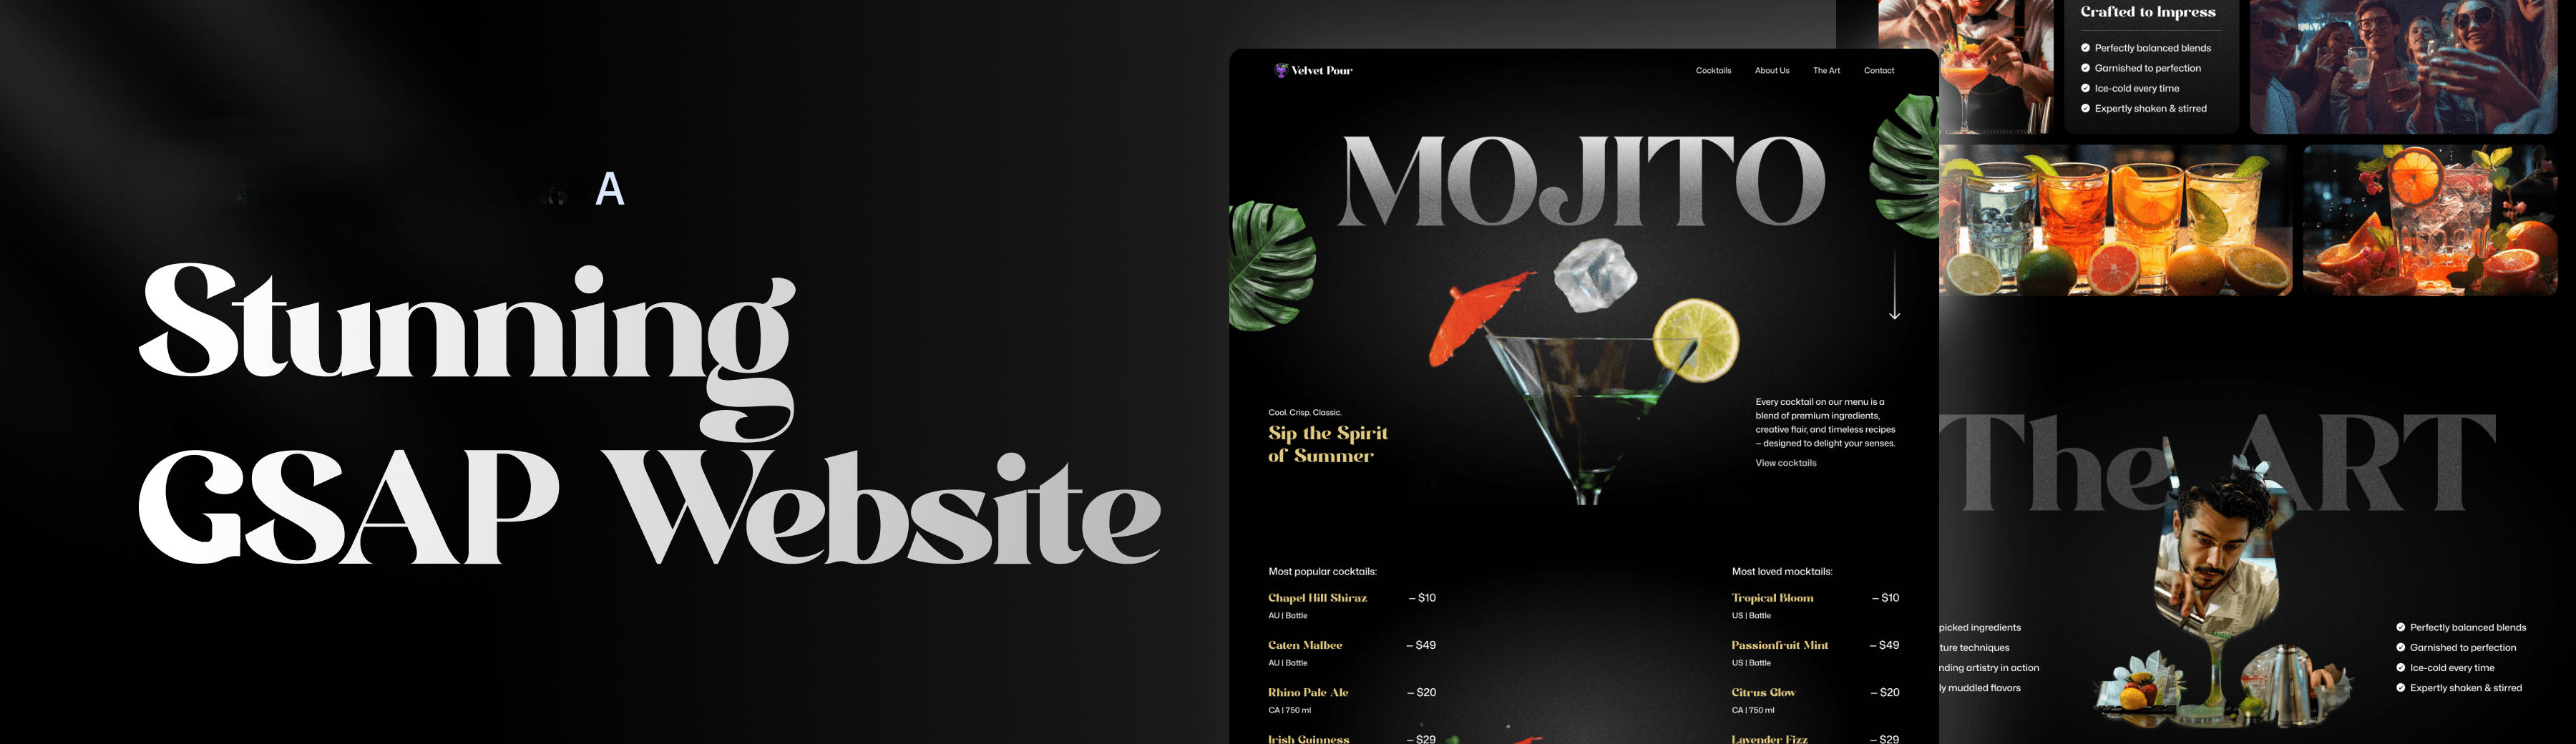 A
Stunning
GSAP Website
Velvet Pour
Cocktails
About Us
The Art
Contact
MOJITO
Cool. Crisp. Classic.
Sip the Spirit
of Summer
Every cocktail on our menu is a
blend of premium ingredients,
creative flair, and timeless recipes
– designed to delight your senses.
View cocktails
Most popular cocktails:
Chapel Hill Shiraz – $10
AU | Battle
Caten Malbee – $49
AU | Battle
Rhino Pale Ale – $20
CA | 750 ml
Irish Guinness – $29
Most loved mocktails:
Tropical Bloom – $10
US | Battle
Passionfruit Mint – $49
US | Battle
Citrus Glow – $20
CA | 750 ml
Lavender Fizz – $29
Crafted to Impress
Perfectly balanced blends
Garnished to perfection
Ice-cold every time
Expertly shaken & stirred
The ART
picked ingredients
ture techniques
nding artistry in action
ly muddled flavors
Perfectly balanced blends
Garnished to perfection
Ice-cold every time
Expertly shaken & stirred